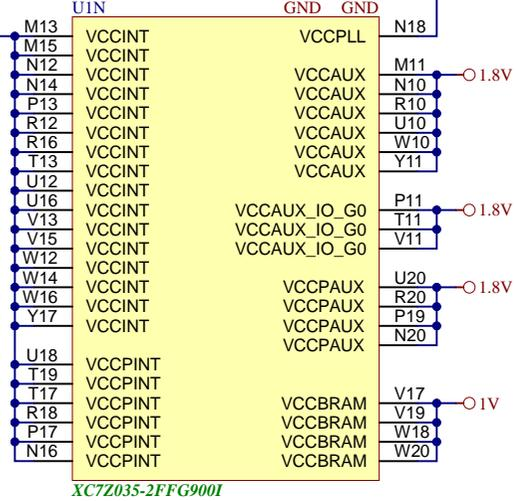 U1N GND GND
M13 VCCINT VCCPLL N18
M15 VCCINT
N12 VCCINT VCCAUX M11 1.8V
N14 VCCINT VCCAUX N10
P13 VCCINT VCCAUX R10
R12 VCCINT VCCAUX U10
R16 VCCINT VCCAUX W10
T13 VCCINT VCCAUX Y11
U12 VCCINT
U16 VCCINT VCCAUX_IO_G0 P11 1.8V
V13 VCCINT VCCAUX_IO_G0 T11
V15 VCCINT VCCAUX_IO_G0 V11
W12 VCCINT
W14 VCCINT VCCPAUX U20 1.8V
W16 VCCINT VCCPAUX R20
Y17 VCCINT VCCPAUX P19
VCCPAUX N20
U18 VCCPINT
T19 VCCPINT
T17 VCCPINT VCCBRAM V17 1V
R18 VCCPINT VCCBRAM V19
P17 VCCPINT VCCBRAM W18
N16 VCCPINT VCCBRAM W20
XC7Z035-2FFG900I